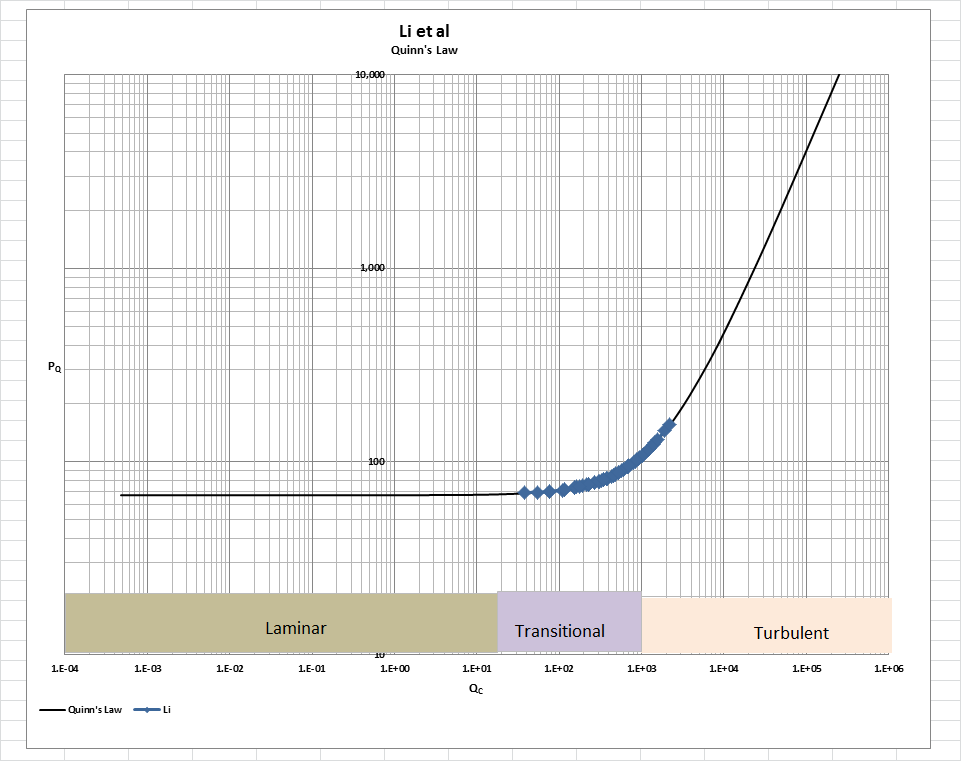 Li et al
Quinn's Law
10,000
1,000
P_Q
100
Laminar
Transitional
Turbulent
10
1.E-04 1.E-03 1.E-02 1.E-01 1.E+00 1.E+01 1.E+02 1.E+03 1.E+04 1.E+05 1.E+06
Q_C
Quinn's Law Li